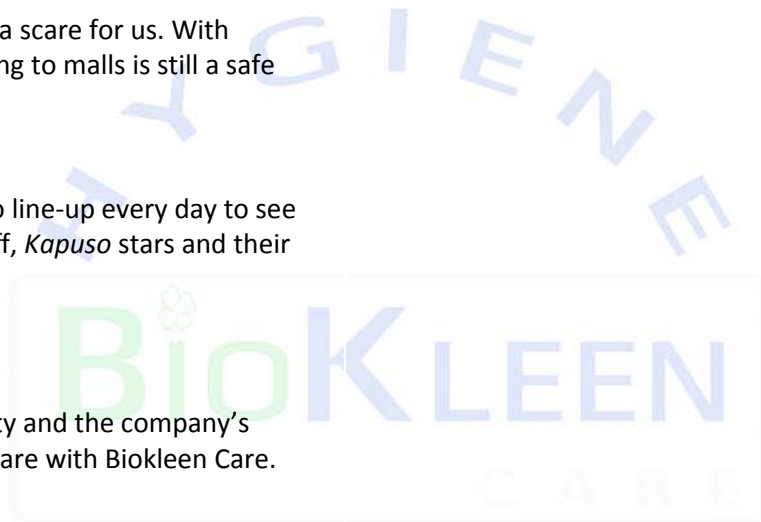 a scare for us. With
ng to malls is still a safe
HYGIENE
o line-up every day to see
ff, Kapuso stars and their
BIOKLEEN
ty and the company's
are with Biokleen Care.
CARE